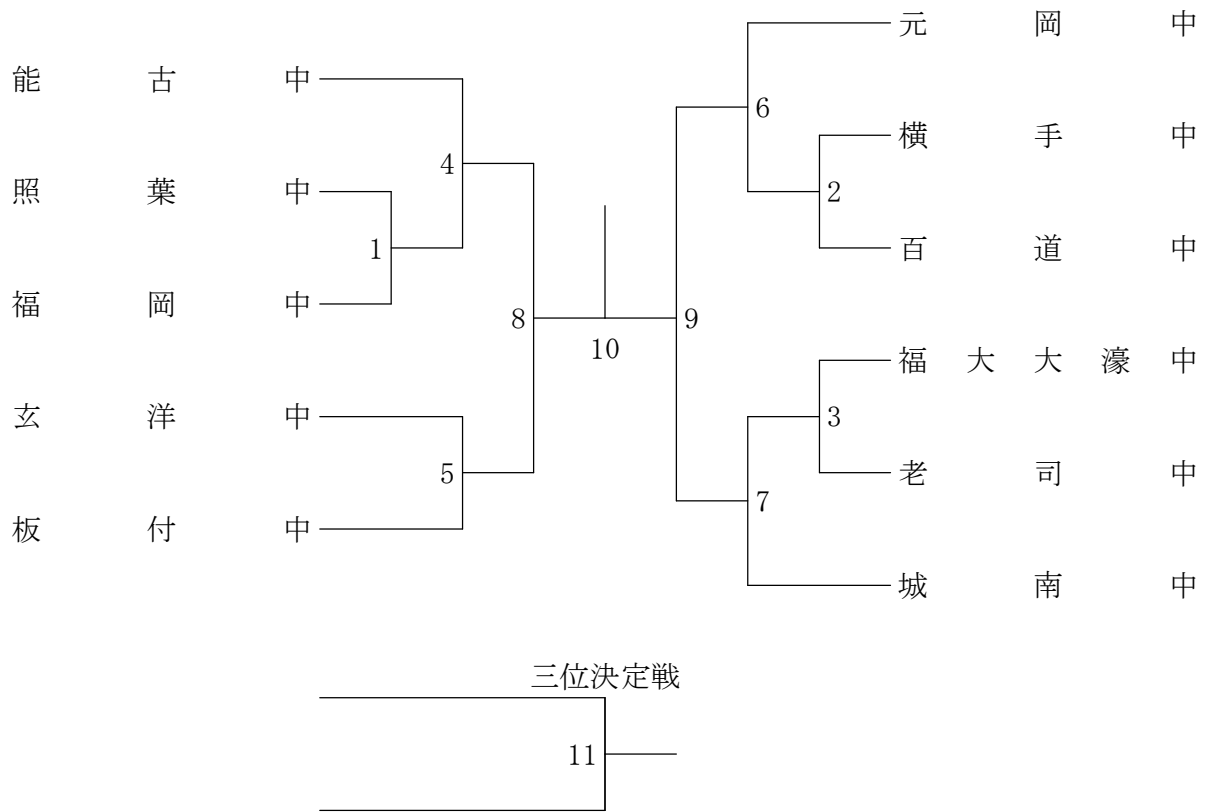 元岡中
能古中
6
横手中
4
照葉中
2
1
百道中
福岡中
8
9
10
福大大濠中
玄洋中
3
5
老司中
7
板付中
城南中
三位決定戦
11